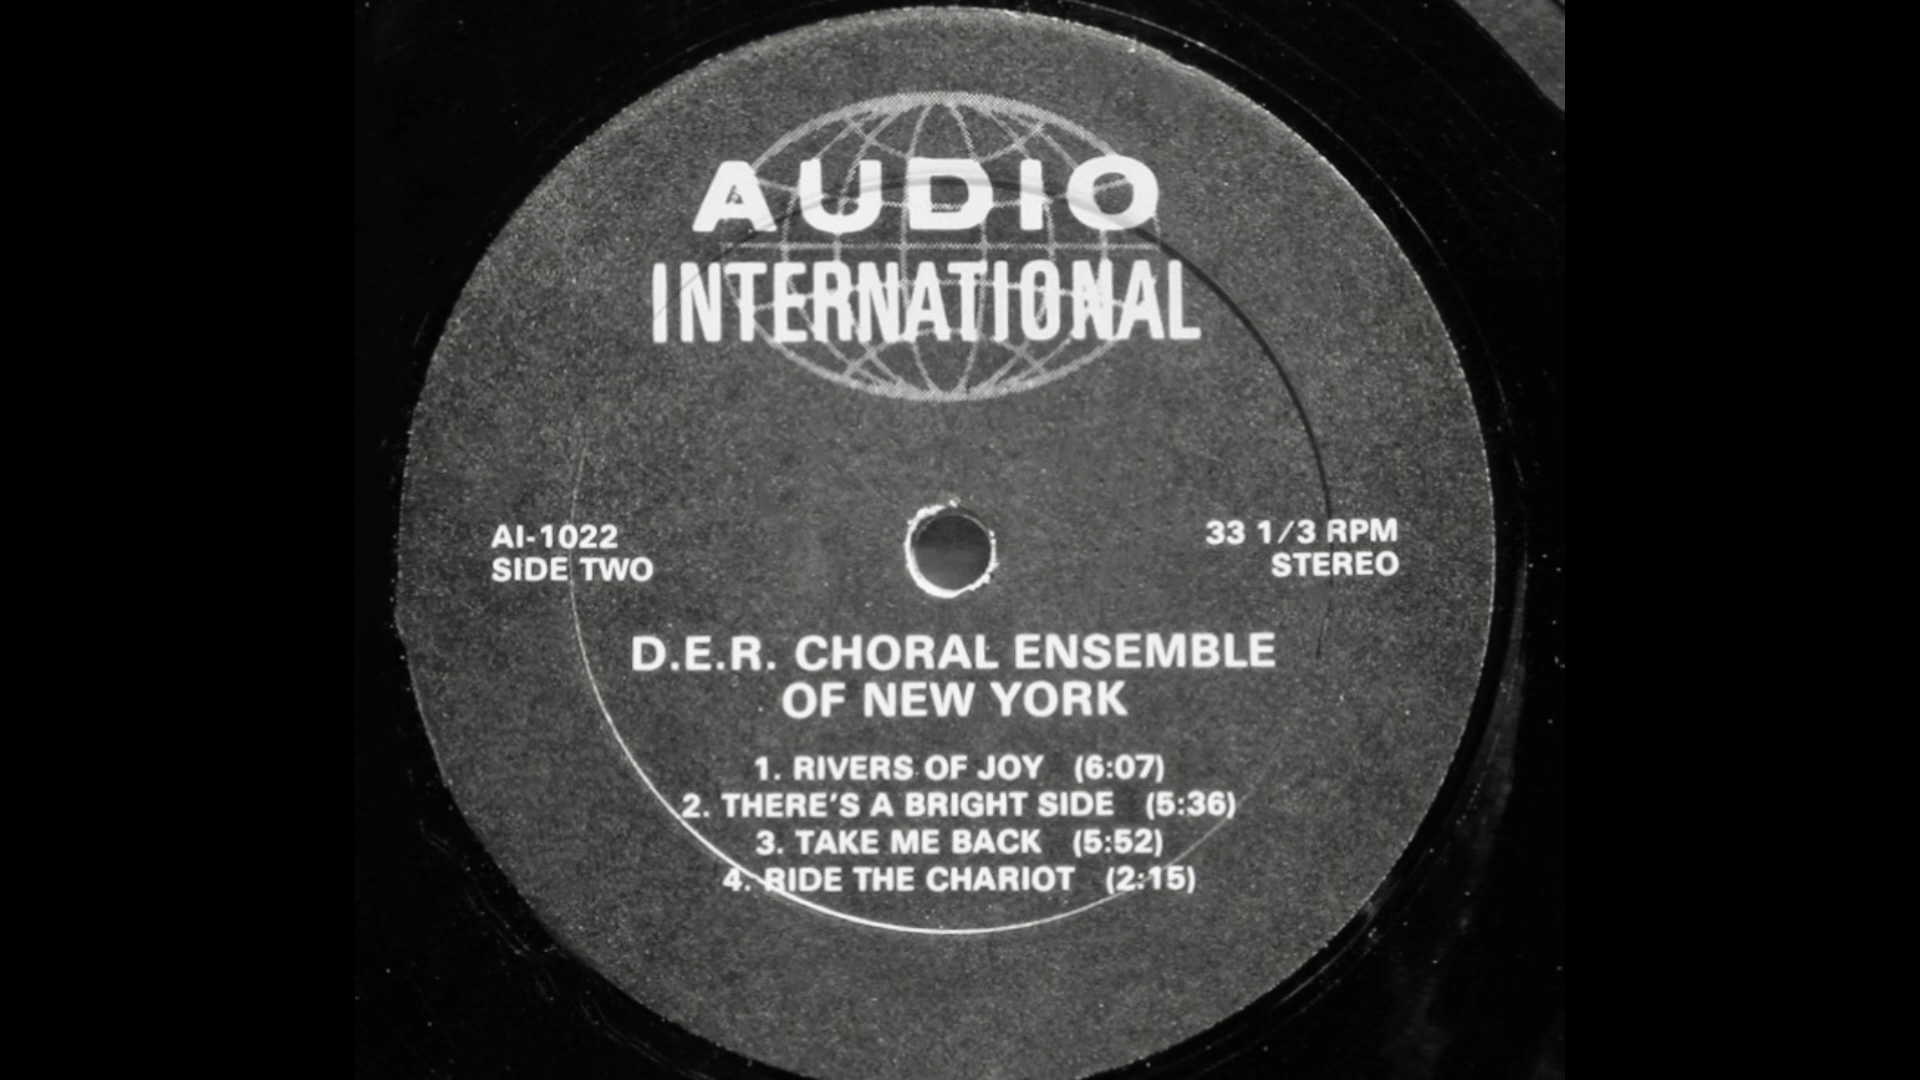 AUDIO
INTERNATIONAL
AI-1022
SIDE TWO
33 1/3 RPM
STEREO
D.E.R. CHORAL ENSEMBLE
OF NEW YORK
1. RIVERS OF JOY (6:07)
2. THERE'S A BRIGHT SIDE (5:36)
3. TAKE ME BACK (5:52)
4. RIDE THE CHARIOT (2:15)